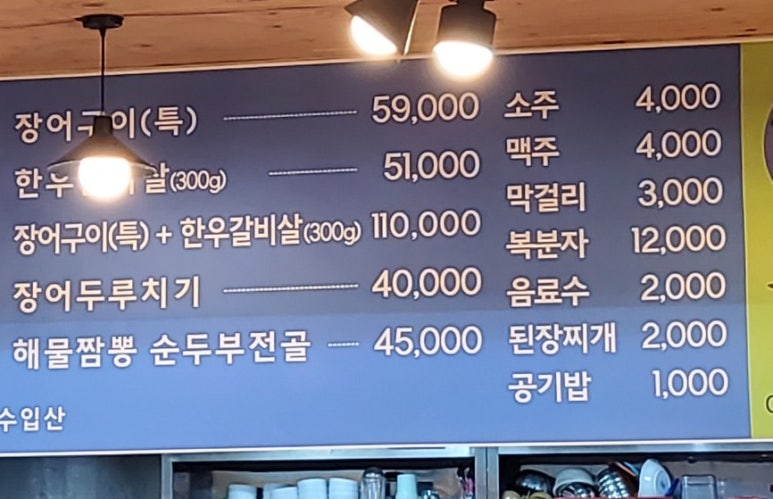 장어구이(특) 59,000
한우 살(300g) 51,000
장어구이(특) + 한우갈비살(300g) 110,000
장어두루치기 40,000
해물짬뽕 순두부전골 45,000
수입산
소주 4,000
맥주 4,000
막걸리 3,000
복분자 12,000
음료수 2,000
된장찌개 2,000
공기밥 1,000